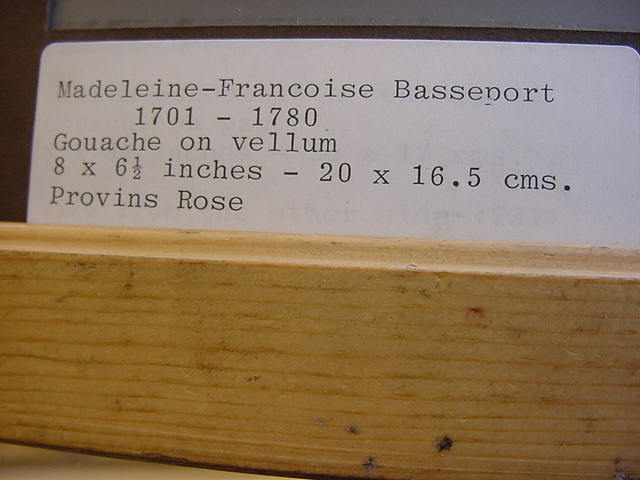 Madeleine-Francoise Basseport
1701 - 1780
Gouache on vellum
8 x 6½ inches - 20 x 16.5 cms.
Provins Rose